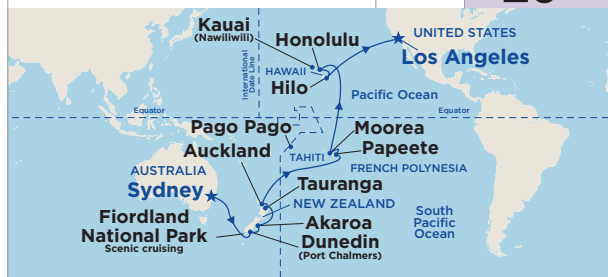 Kauai
(Nawiliwili)
Honolulu
UNITED STATES
Los Angeles
International
Date Line
HAWAII
Hilo
Pacific Ocean
Equator
Equator
Pago Pago
Moorea
Papeete
Auckland
TAHITI
FRENCH POLYNESIA
AUSTRALIA
Sydney
Tauranga
NEW ZEALAND
Fiordland
National Park
Scenic cruising
Akaroa
Dunedin
(Port Chalmers)
South
Pacific
Ocean